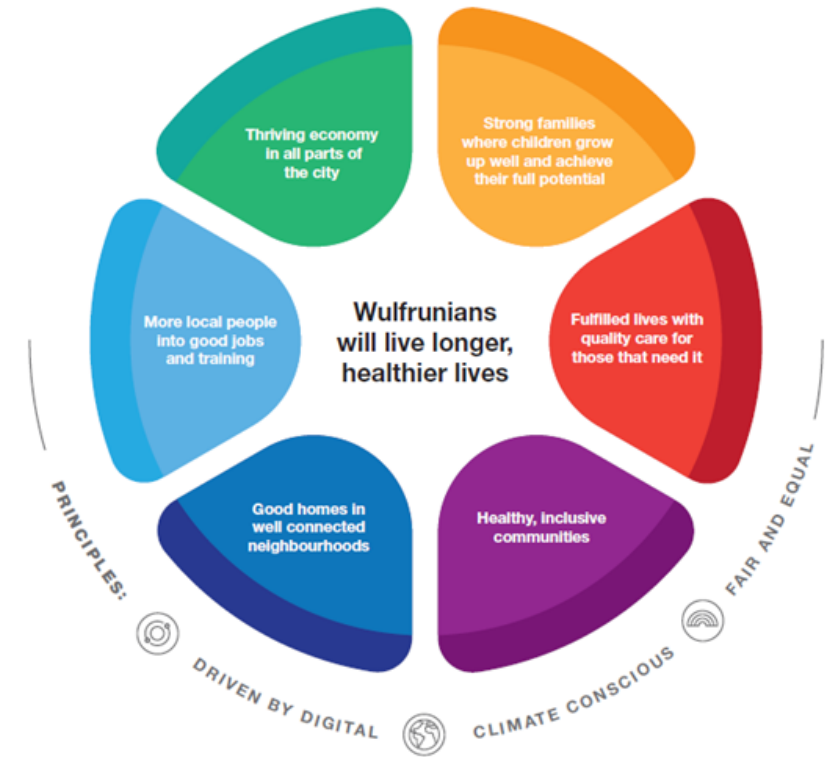 Thriving economy
in all parts of
the city
Strong families
where children grow
up well and achieve
their full potential
More local people
into good jobs
and training
Wulfrunians
will live longer,
healthier lives
Fulfilled lives with
quality care for
those that need it
Good homes in
well connected
neighbourhoods
Healthy, inclusive
communities
PRINCIPLES:
DRIVEN BY DIGITAL
CLIMATE CONSCIOUS
FAIR AND EQUAL